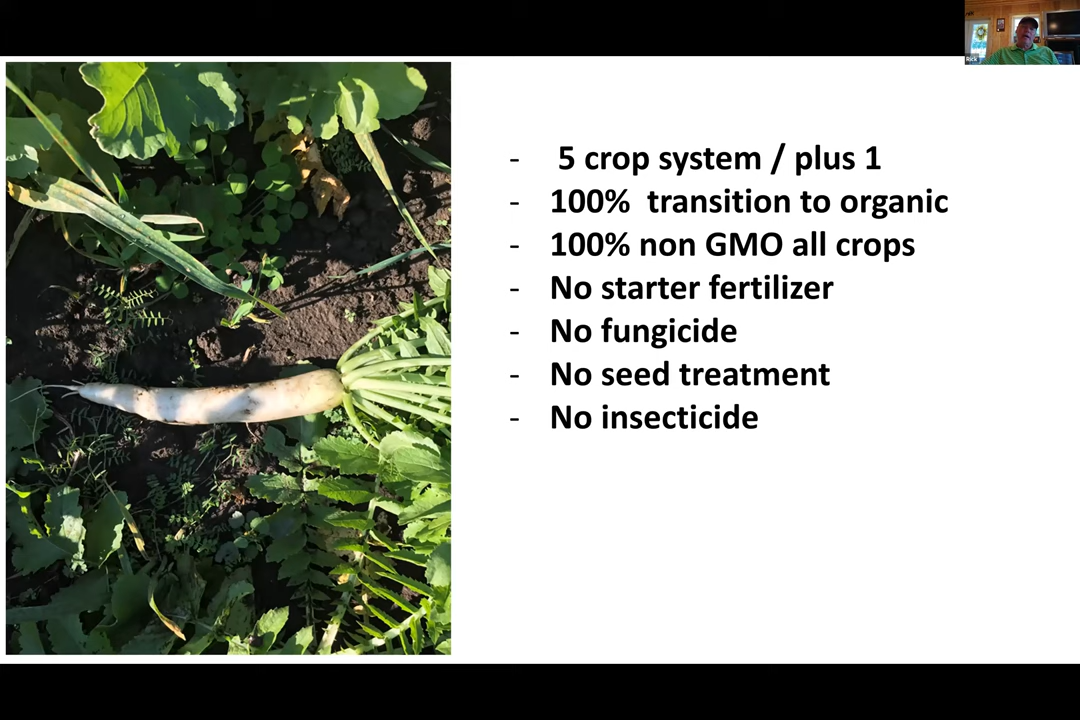 Rick
- 5 crop system / plus 1
- 100% transition to organic
- 100% non GMO all crops
- No starter fertilizer
- No fungicide
- No seed treatment
- No insecticide